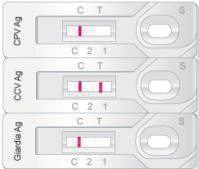 CPV Ag
C T
S
C 2 1
CCV Ag
C T
S
C 2 1
Giardia Ag
C T
S
C 2 1